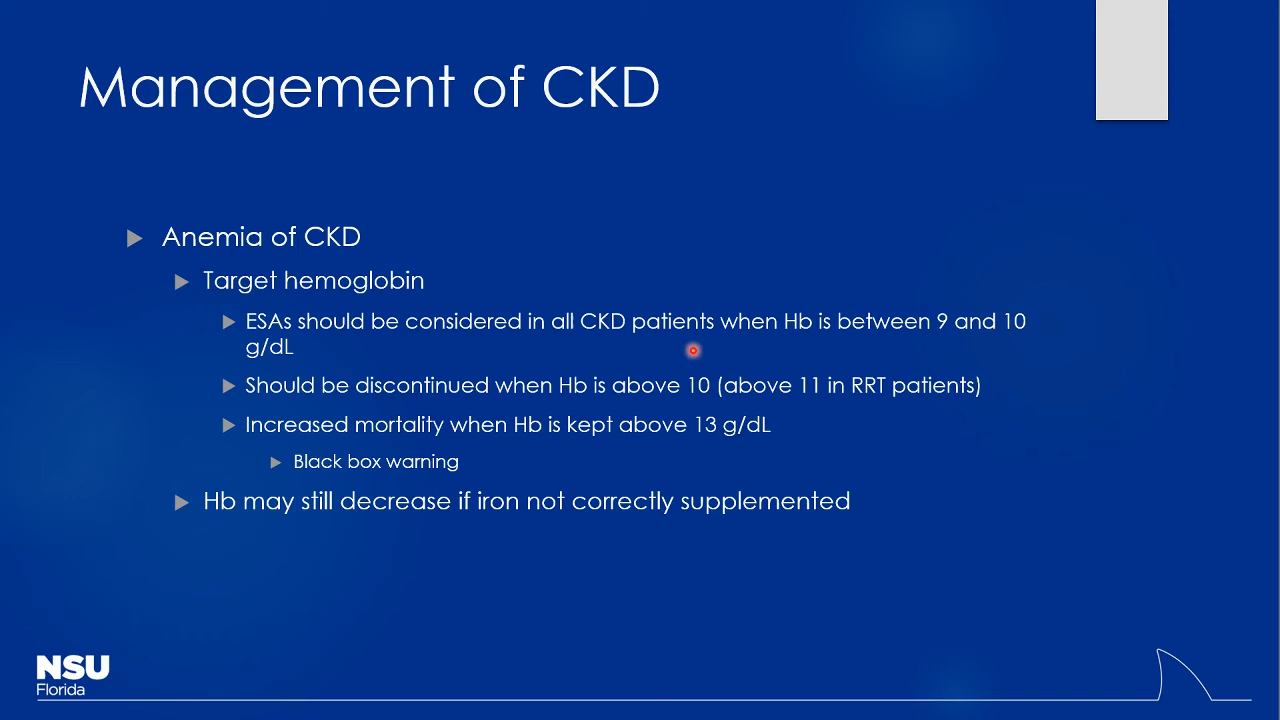 Management of CKD
Anemia of CKD
Target hemoglobin
ESAs should be considered in all CKD patients when Hb is between 9 and 10
g/dL
Should be discontinued when Hb is above 10 (above 11 in RRT patients)
Increased mortality when Hb is kept above 13 g/dL
Black box warning
Hb may still decrease if iron not correctly supplemented
NSU
Florida